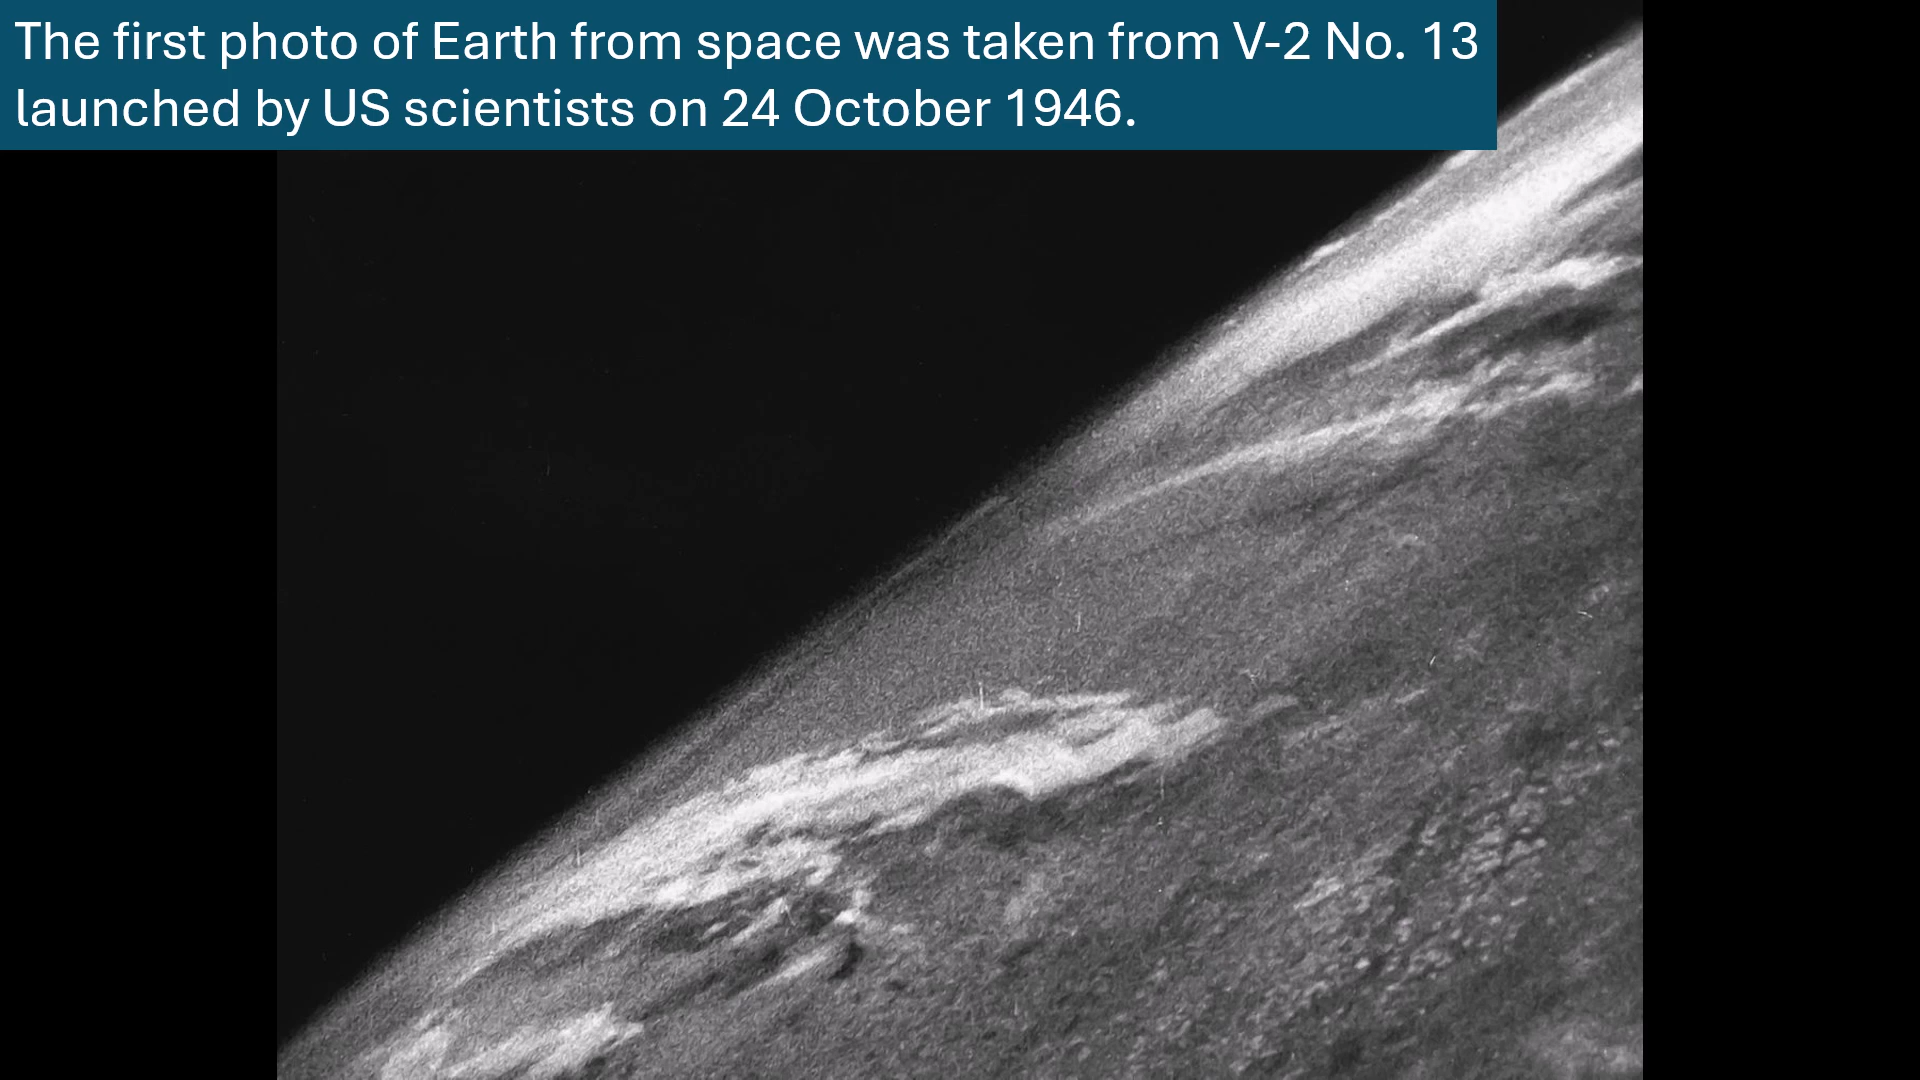 The first photo of Earth from space was taken from V-2 No. 13
launched by US scientists on 24 October 1946.